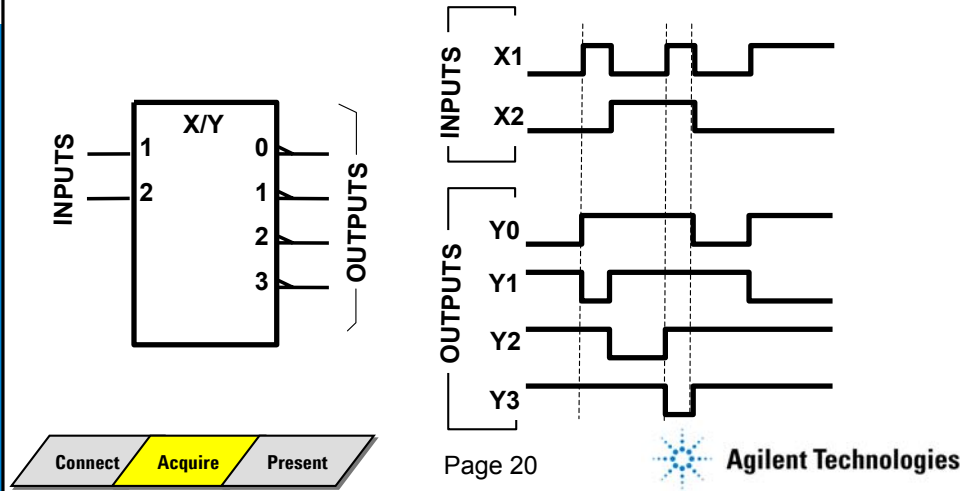 INPUTS
X/Y
1
2
0
1
2
3
OUTPUTS
INPUTS
X1
X2
OUTPUTS
Y0
Y1
Y2
Y3
Connect Acquire Present
Page 20
Agilent Technologies